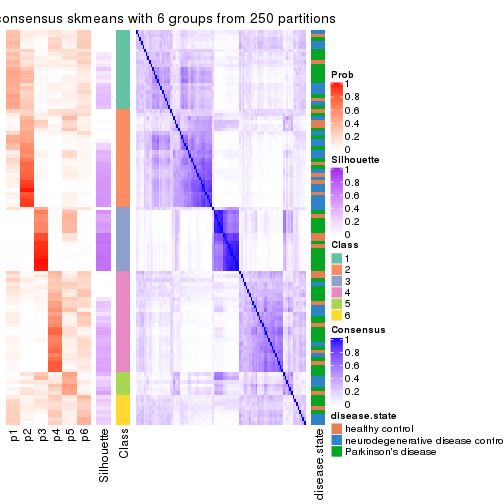 consensus skmeans with 6 groups from 250 partitions
Prob
1
0.8
0.6
0.4
0.2
0
Silhouette
1
0.8
0.6
0.4
0.2
0
Class
1
2
3
4
5
6
Consensus
1
0.8
0.6
0.4
0.2
0
disease.state
healthy control
neurodegenerative disease contro
Parkinson's disease
p1
p2
p3
p4
p5
p6
Silhouette
Class
disease.state